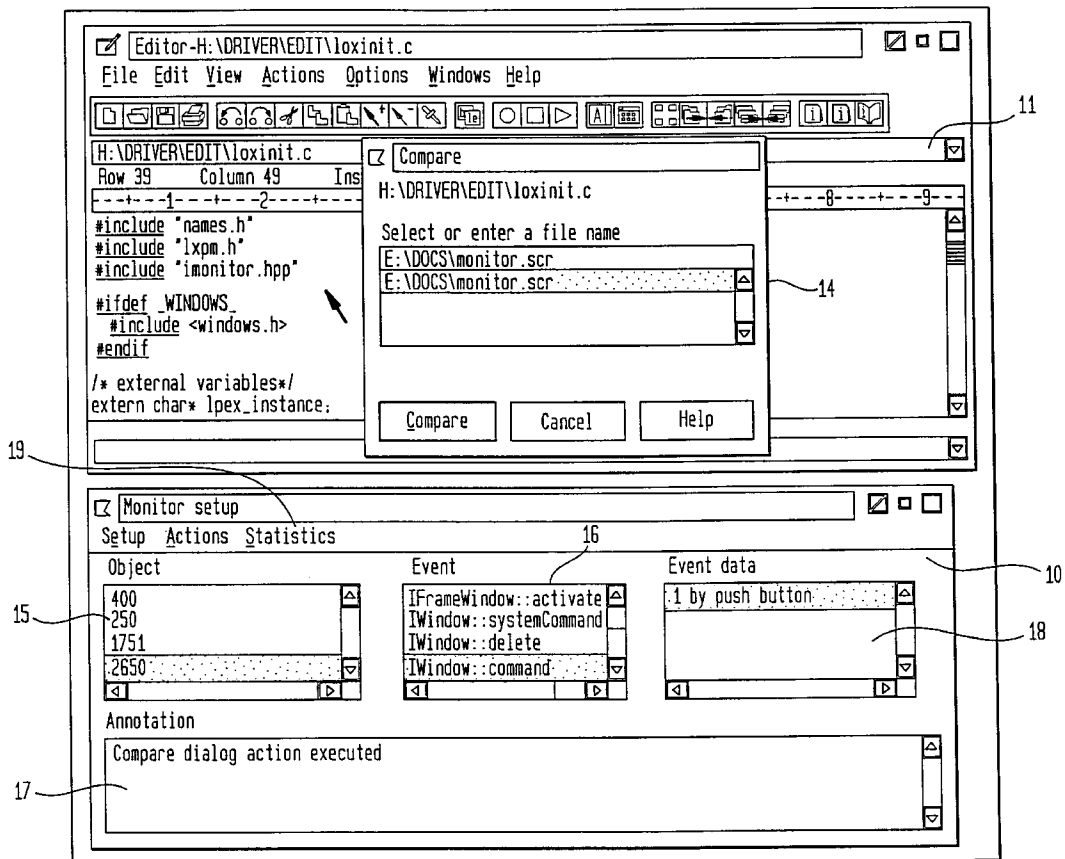 Editor-H:\DRIVER\EDIT\loxinit.c
File Edit View Actions Options Windows Help
11
H:\DRIVER\EDIT\loxinit.c
Row 39 Column 49 Ins
----+----1----+----2----+---- --+----8----+----9--
#include "names.h"
#include "lxpm.h"
#include "imonitor.hpp"
#ifdef _WINDOWS_
#include <windows.h>
#endif
/* external variables*/
extern char* lpex_instance;
Compare
H:\DRIVER\EDIT\loxinit.c
Select or enter a file name
E:\DOCS\monitor.scr
E:\DOCS\monitor.scr
14
Compare Cancel Help
19
Monitor setup
Setup Actions Statistics
16
10
Object Event Event data
15
400
250
1751
2650
IFrameWindow::activate
IWindow::systemCommand
IWindow::delete
IWindow::command
1 by push button
18
Annotation
Compare dialog action executed
17